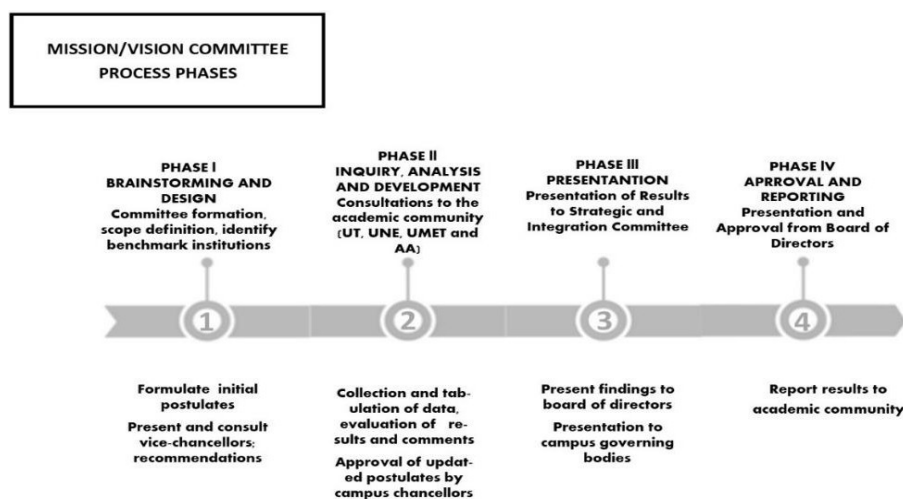 MISSION/VISION COMMITTEE
PROCESS PHASES
PHASE I
BRAINSTORMING AND
DESIGN
Committee formation,
scope definition, identify
benchmark institutions
PHASE II
INQUIRY, ANALYSIS
AND DEVELOPMENT
Consultations to the
academic community
(UT, UNE, UMET and
AA)
PHASE III
PRESENTANTION
Presentation of Results
to Strategic and
Integration Committee
PHASE IV
APRROVAL AND
REPORTING
Presentation and
Approval from Board of
Directors
1
2
3
4
Formulate initial
postulates
Present and consult
vice-chancellors;
recommendations
Collection and tab-
ulation of data,
evaluation of re-
sults and comments
Approval of updat-
ed postulates by
campus chancellors
Present findings to
board of directors
Presentation to
campus governing
bodies
Report results to
academic community